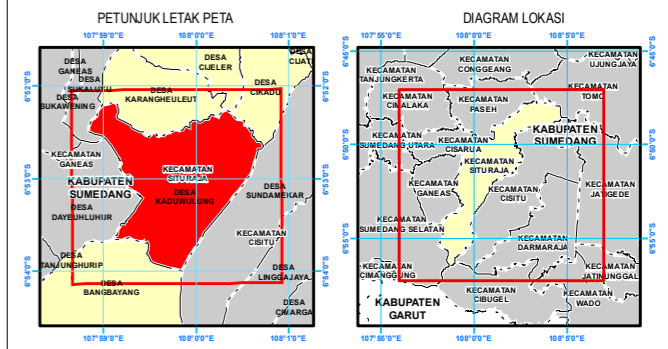 PETUNJUK LETAK PETA
DESA
GANEAS
DESA
SUKALUYU
DESA
SUKAWENING
DESA
CIJELER
DESA
KARANGHEULEUT
DESA
CIKADU
KECAMATAN
GANEAS
KECAMATAN
SITURAJA
KABUPATEN
SUMEDANG
DESA
KADUWULUNG
DESA
SUNDAMEKAR
DESA
DAYEUHLUHUR
KECAMATAN
CISITU
DESA
TANJUNGHURIP
DESA
BANGBAYANG
DESA
LINGGAJAYA
DESA
CIMARGA
6°52'0"S
6°53'0"S
6°54'0"S
107°59'0"E
108°0'0"E
108°1'0"E
DIAGRAM LOKASI
KECAMATAN
UJUNGJAYA
KECAMATAN
CONGGEANG
KECAMATAN
TANJUNGKERTA
KECAMATAN
TOMO
KECAMATAN
CIMALAKA
KECAMATAN
PASEH
KABUPATEN
SUMEDANG
KECAMATAN
SUMEDANG UTARA
KECAMATAN
CISARUA
KECAMATAN
SITURAJA
KECAMATAN
GANEAS
KECAMATAN
CISITU
KECAMATAN
JATIGEDE
KECAMATAN
SUMEDANG SELATAN
KECAMATAN
DARMARAJA
KECAMATAN
CIMANGGUNG
KECAMATAN
JATINUNGGAL
KECAMATAN
CIBUGEL
KECAMATAN
WADO
KABUPATEN
GARUT
6°45'0"S
6°50'0"S
6°55'0"S
107°55'0"E
108°0'0"E
108°5'0"E